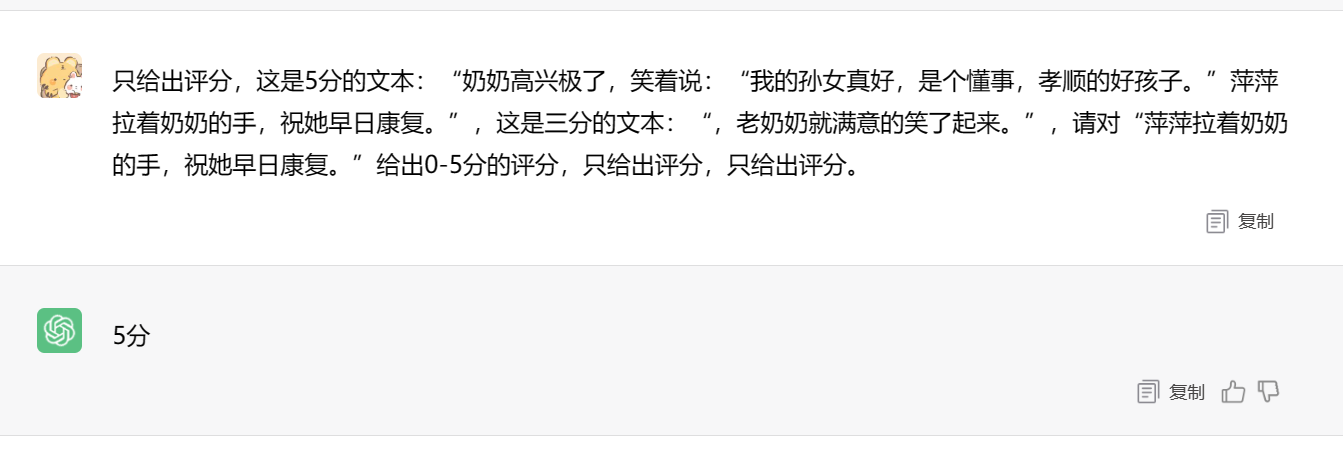 只给出评分，这是5分的文本：“奶奶高兴极了，笑着说：“我的孙女真好，是个懂事，孝顺的好孩子。”萍萍
拉着奶奶的手，祝她早日康复。”，这是三分的文本：“，老奶奶就满意的笑了起来。”，请对“萍萍拉着奶奶
的手，祝她早日康复。”给出0-5分的评分，只给出评分，只给出评分。
复制
5分
复制